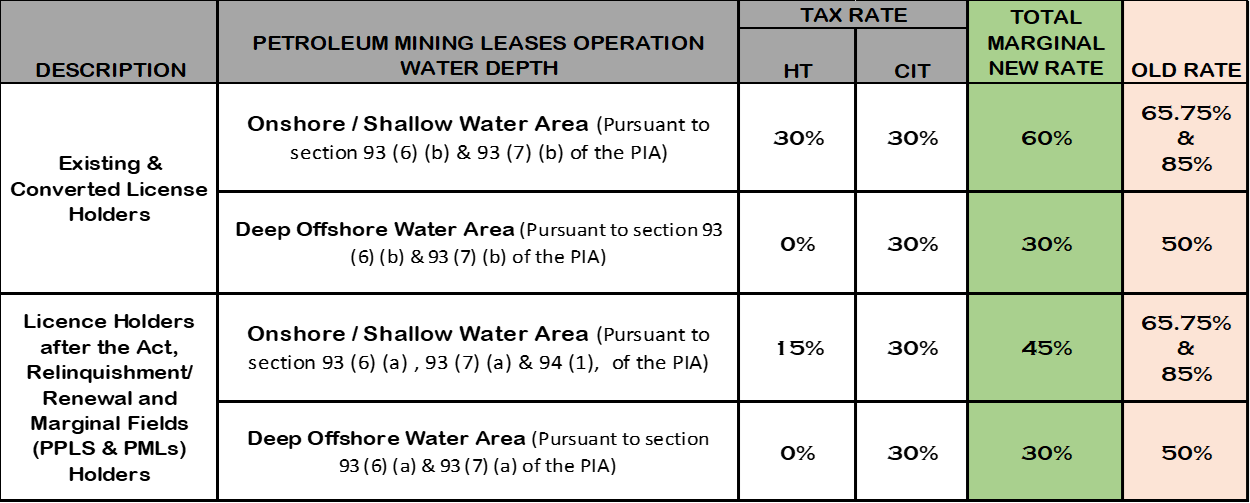 DESCRIPTION
PETROLEUM MINING LEASES OPERATION
WATER DEPTH
TAX RATE
HT
CIT
TOTAL
MARGINAL
NEW RATE
OLD RATE
Existing &
Converted License
Holders
Onshore / Shallow Water Area (Pursuant to
section 93 (6) (b) & 93 (7) (b) of the PIA)
30%
30%
60%
65.75%
&
85%
Deep Offshore Water Area (Pursuant to section 93
(6) (b) & 93 (7) (b) of the PIA)
0%
30%
30%
50%
Licence Holders
after the Act,
Relinquishment/
Renewal and
Marginal Fields
(PPLS & PMLs)
Holders
Onshore / Shallow Water Area (Pursuant to
section 93 (6) (a) , 93 (7) (a) & 94 (1), of the PIA)
15%
30%
45%
65.75%
&
85%
Deep Offshore Water Area (Pursuant to section
93 (6) (a) & 93 (7) (a) of the PIA)
0%
30%
30%
50%